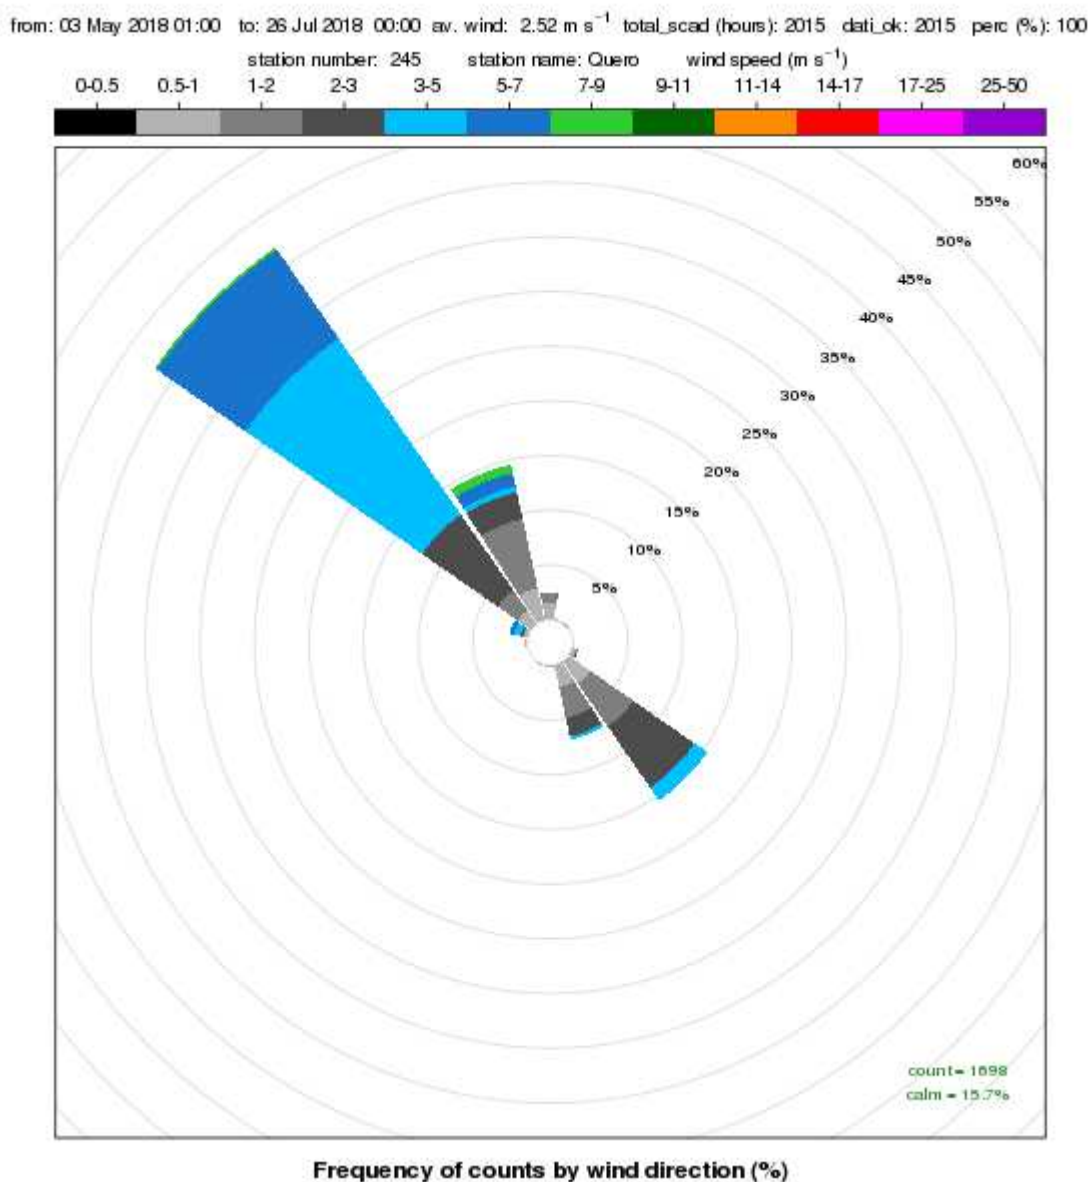 from: 03 May 2018 01:00 to: 26 Jul 2018 00:00 av. wind: 2.52 m s⁻¹ total_scad (hours): 2015 dati_ok: 2015 perc (%): 100
station number: 245 station name: Quero wind speed (m s⁻¹)
0-0.5 0.5-1 1-2 2-3 3-5 5-7 7-9 9-11 11-14 14-17 17-25 25-50
60%
55%
50%
45%
40%
35%
30%
25%
20%
15%
10%
5%
count= 1698
calm = 15.7%
Frequency of counts by wind direction (%)